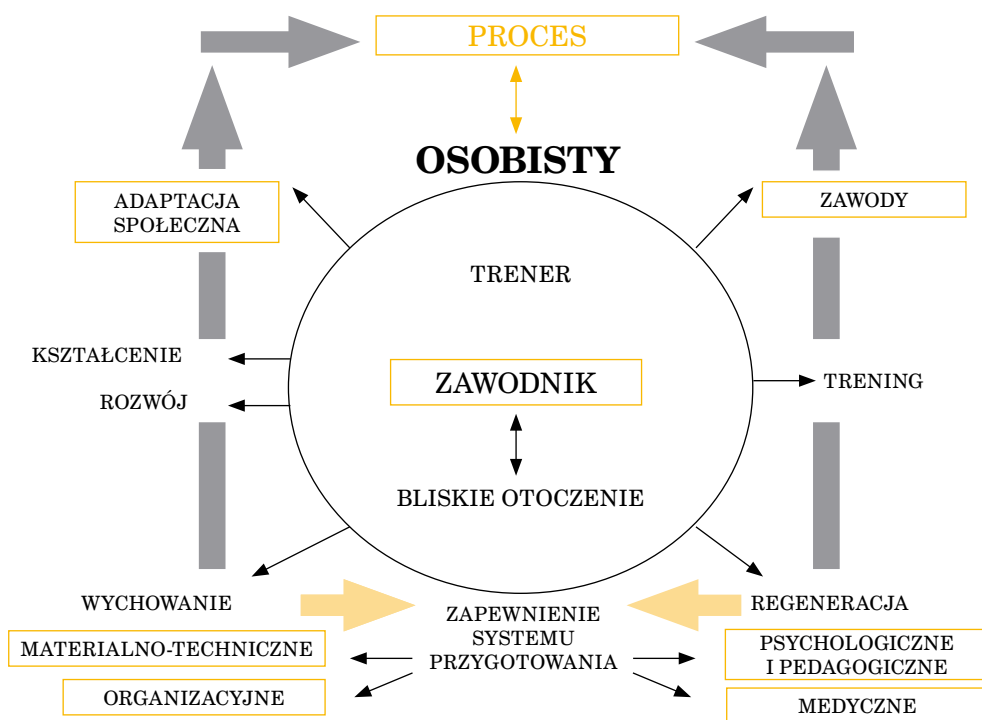 PROCES
OSOBISTY
ADAPTACJA
SPOŁECZNA
ZAWODY
TRENER
KSZTAŁCENIE
ROZWÓJ
ZAWODNIK
TRENING
BLISKIE OTOCZENIE
WYCHOWANIE
ZAPEWNIENIE
SYSTEMU
PRZYGOTOWANIA
REGENERACJA
MATERIALNO-TECHNICZNE
ORGANIZACYJNE
PSYCHOLOGICZNE
I PEDAGOGICZNE
MEDYCZNE